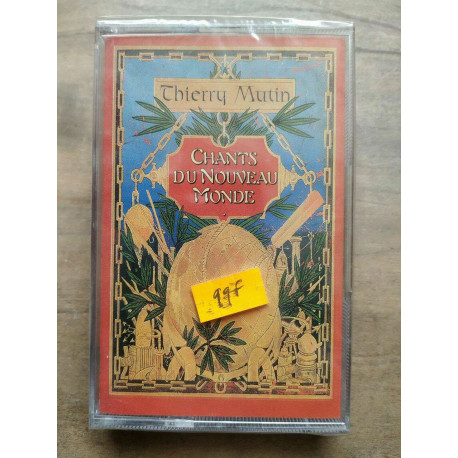 Thierry Mutin
CHANTS
DU NOUVEAU
MONDE
99F